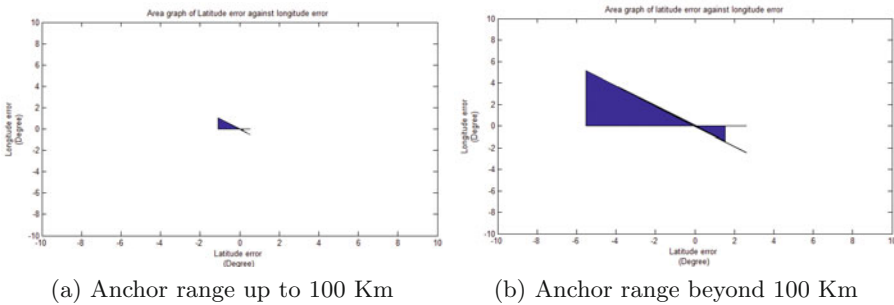 Area graph of Latitude error against longitude error
10
8
6
4
2
0
-2
-4
-6
-8
-10
Longitude error
(Degree)
-10 -8 -6 -4 -2 0 2 4 6 8 10
Latitude error
(Degree)
(a) Anchor range up to 100 Km
Area graph of latitude error against longitude error
10
8
6
4
2
0
-2
-4
-6
-8
-10
Longitude error
(Degree)
-10 -8 -6 -4 -2 0 2 4 6 8 10
Latitude error
(Degree)
(b) Anchor range beyond 100 Km